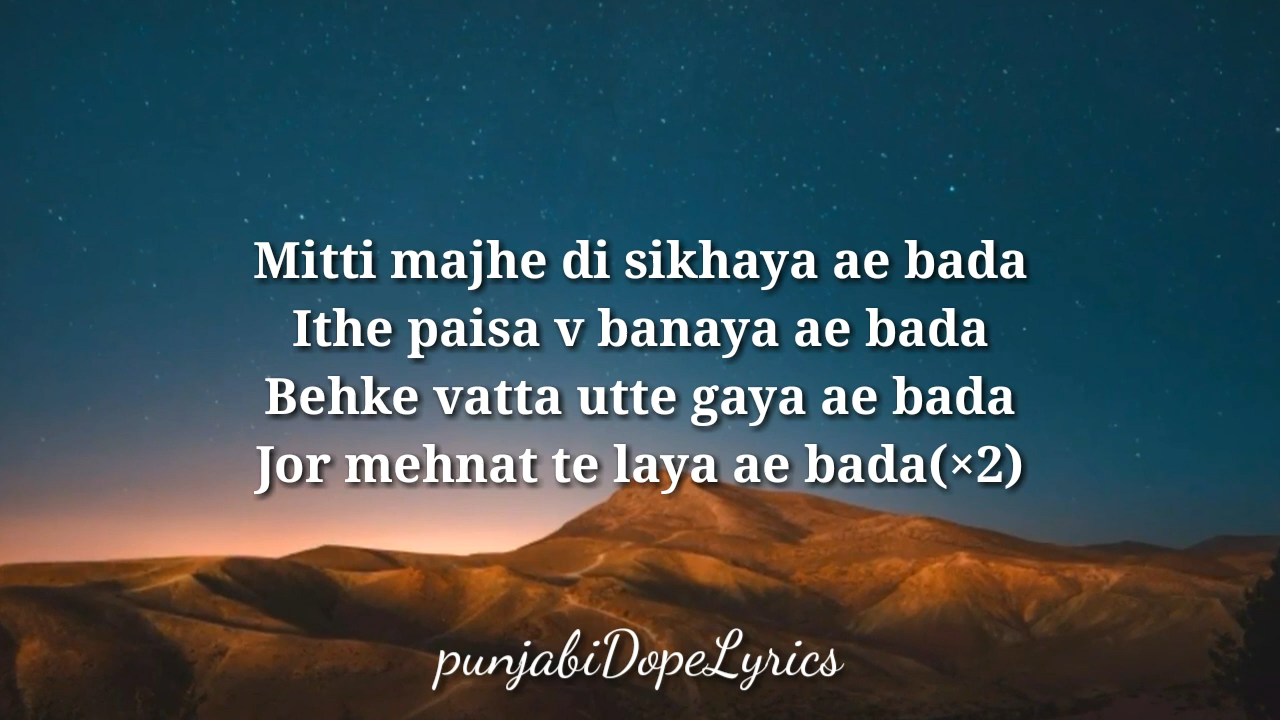 Mitti majhe di sikhaya ae bada
Ithe paisa v banaya ae bada
Behke vatta utte gaya ae bada
Jor mehnat te laya ae bada(×2)
punjabiDopeLyrics